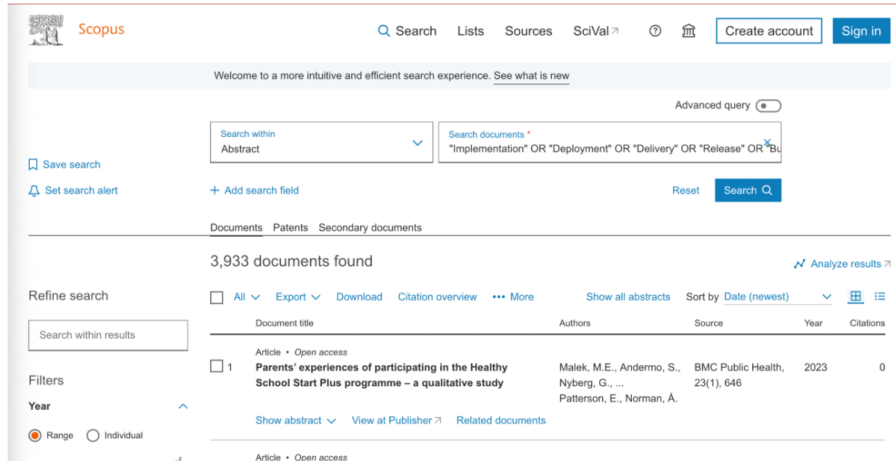 Scopus
Search Lists Sources SciVal Create account Sign in
Welcome to a more intuitive and efficient search experience. See what is new
Advanced query
Search within
Abstract
Search documents *
"Implementation" OR "Deployment" OR "Delivery" OR "Release" OR "Bu
Save search
Set search alert
+ Add search field
Reset Search
Documents Patents Secondary documents
3,933 documents found
Analyze results
Refine search
All Export Download Citation overview ••• More Show all abstracts Sort by Date (newest)
Search within results
Document title Authors Source Year Citations
Filters
Year
Range Individual
Article • Open access
1 Parents' experiences of participating in the Healthy School Start Plus programme – a qualitative study
Malek, M.E., Andermo, S.,
Nyberg, G., ...
Patterson, E., Norman, Å.
BMC Public Health,
23(1), 646
2023
0
Show abstract View at Publisher Related documents
Article • Open access